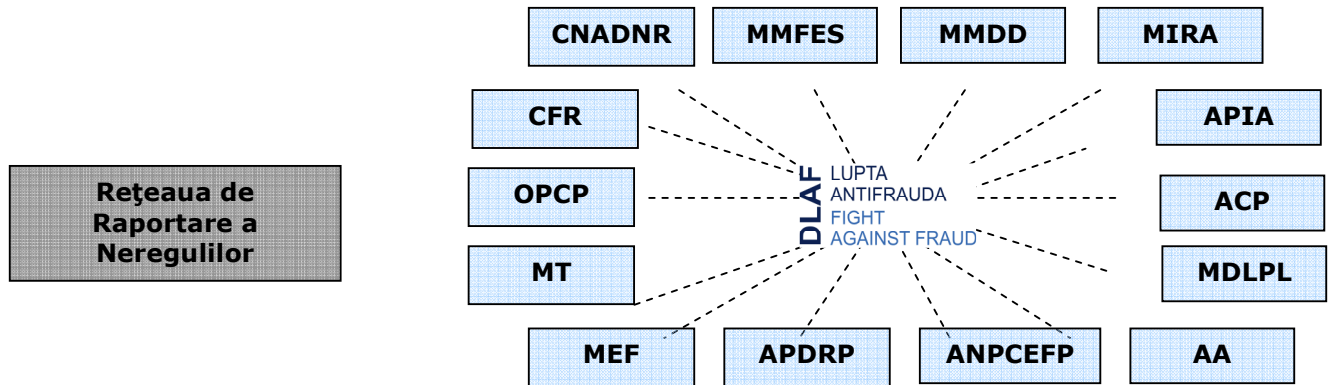 CNADNR
MMFES
MMDD
MIRA
CFR
APIA
Reţeaua de
Raportare a
Neregulilor
OPCP
DLAF
LUPTA
ANTIFRAUDA
FIGHT
AGAINST FRAUD
ACP
MT
MDLPL
MEF
APDRP
ANPCEFP
AA